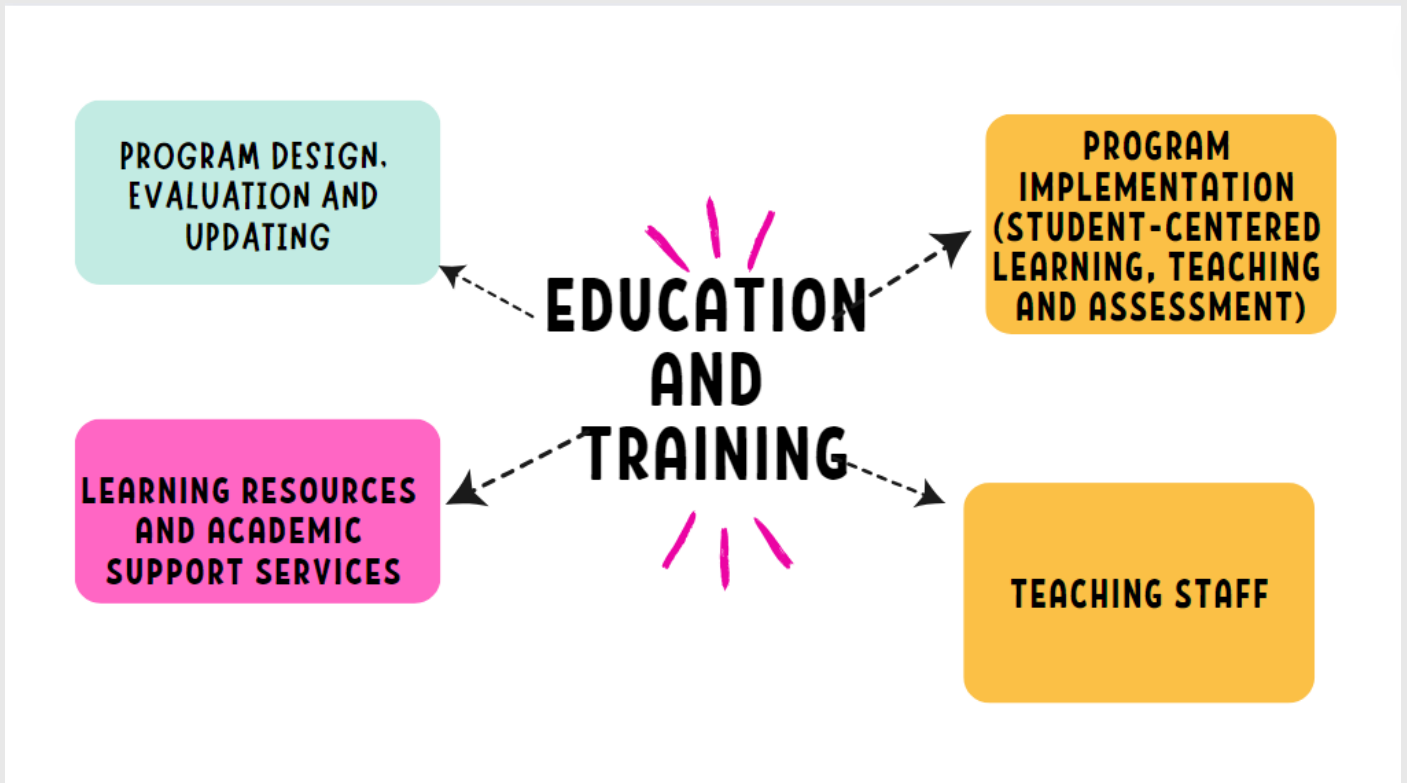 PROGRAM DESIGN,
EVALUATION AND
UPDATING
PROGRAM
IMPLEMENTATION
(STUDENT-CENTERED
LEARNING, TEACHING
AND ASSESSMENT)
EDUCATION
AND
TRAINING
LEARNING RESOURCES
AND ACADEMIC
SUPPORT SERVICES
TEACHING STAFF